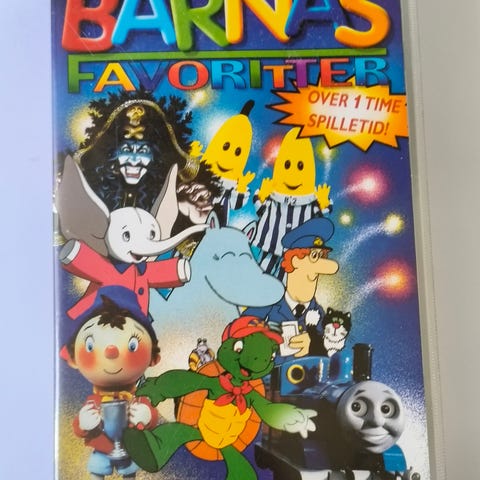 BARNAS
FAVORITTER
OVER 1 TIME
SPILLETID!